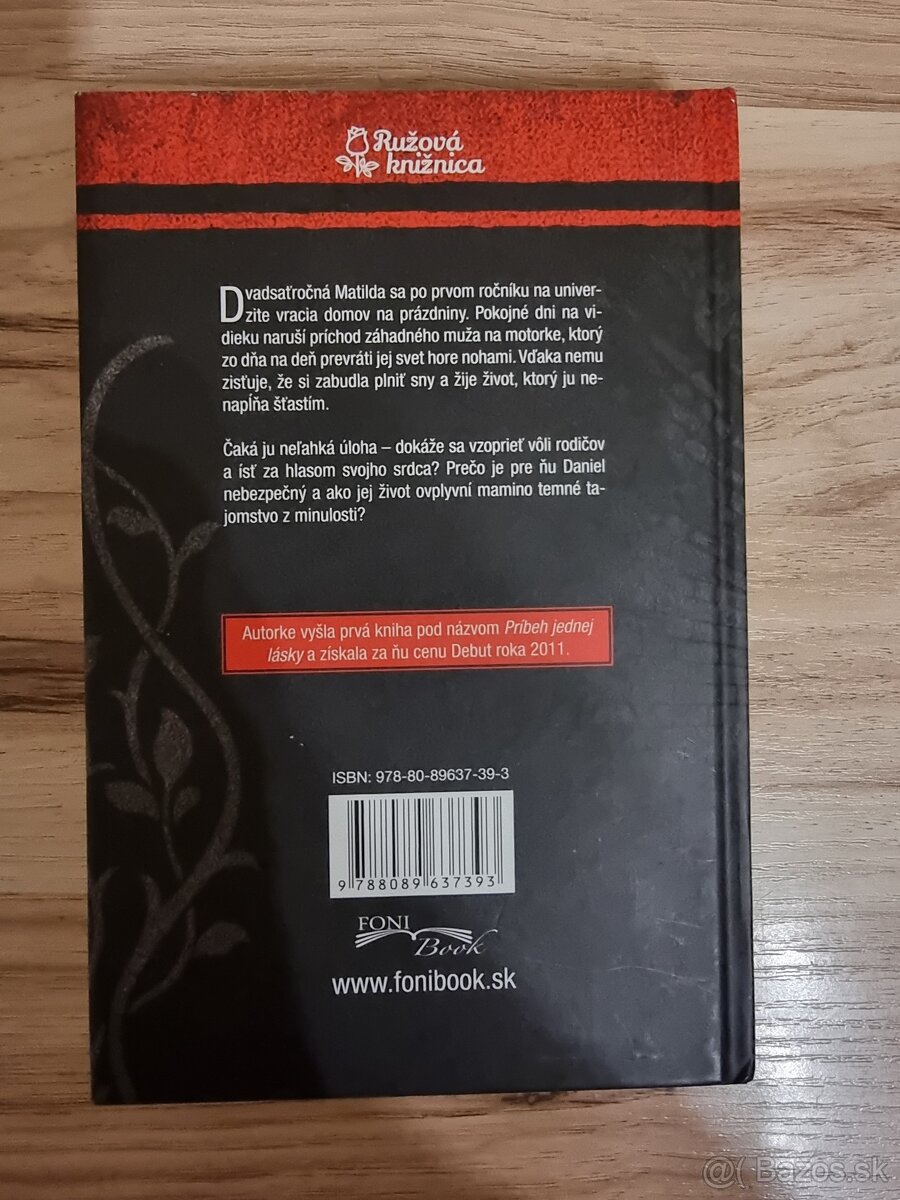 Ružová
knižnica
Dvadsaťročná Matilda sa po prvom ročníku na univer-
zite vracia domov na prázdniny. Pokojné dni na vi-
dieku naruší príchod záhadného muža na motorke, ktorý
zo dňa na deň prevráti jej svet hore nohami. Vďaka nemu
zisťuje, že si zabudla plniť sny a žije život, ktorý ju ne-
napĺňa šťastím.
Čaká ju neľahká úloha – dokáže sa vzoprieť vôli rodičov
a ísť za hlasom svojho srdca? Prečo je pre ňu Daniel
nebezpečný a ako jej život ovplyvní mamino temné ta-
jomstvo z minulosti?
Autorke vyšla prvá kniha pod názvom Príbeh jednej
lásky a získala za ňu cenu Debut roka 2011.
ISBN: 978-80-89637-39-3
9 788089 637393
FONI
Book
www.fonibook.sk
@( Bazos.sk